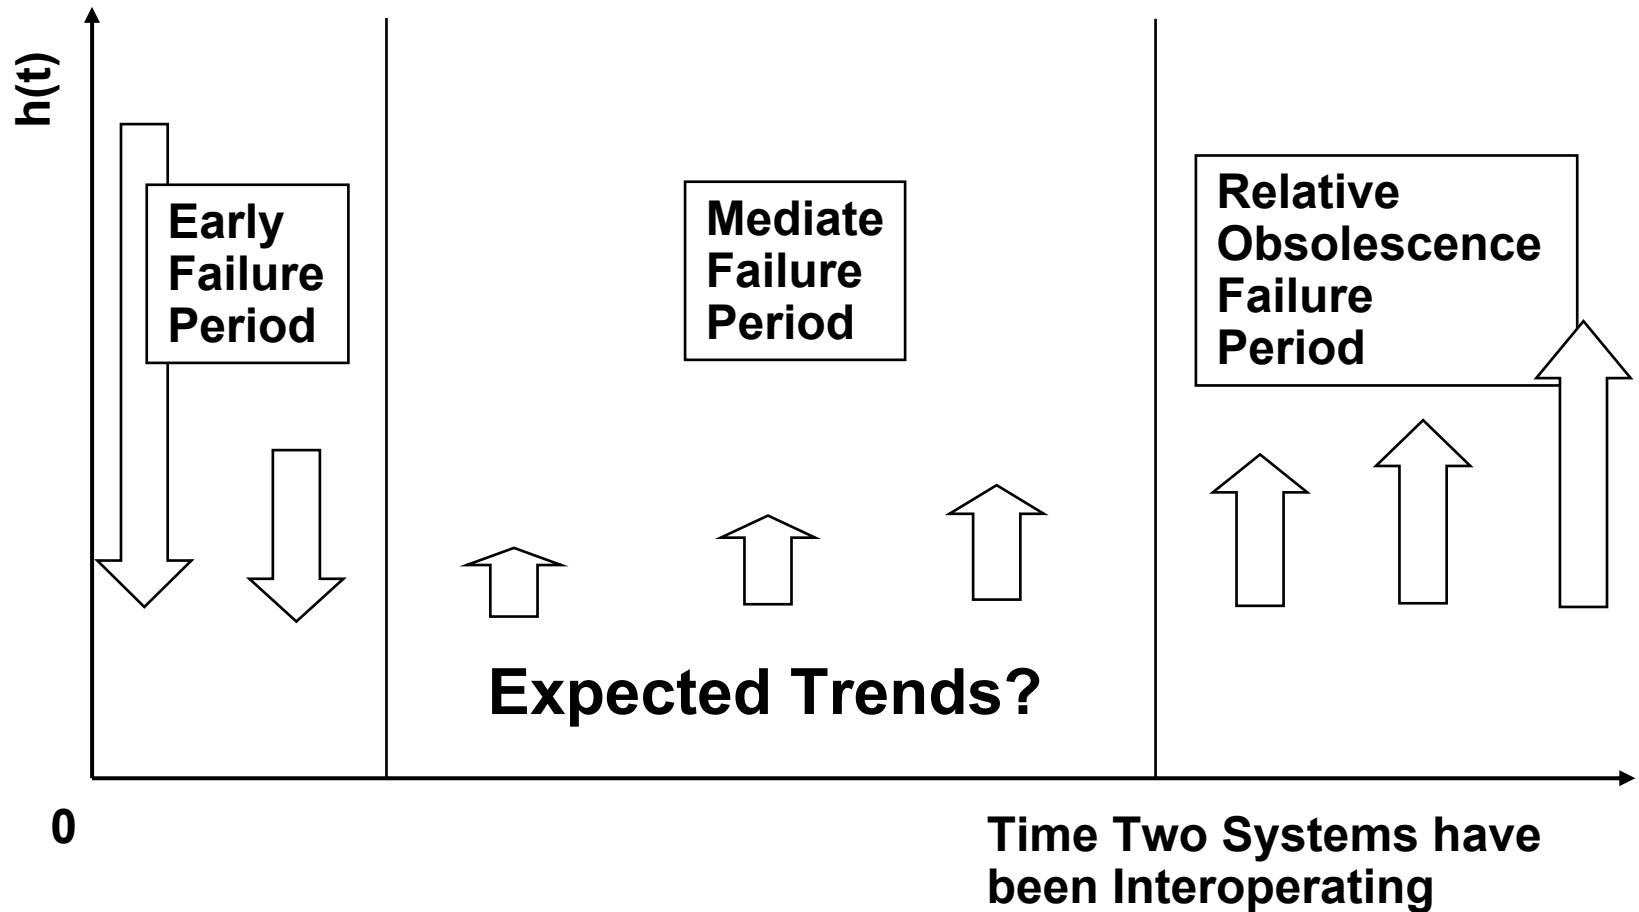 h(t)
Early
Failure
Period
Mediate
Failure
Period
Relative
Obsolescence
Failure
Period
Expected Trends?
0
Time Two Systems have
been Interoperating